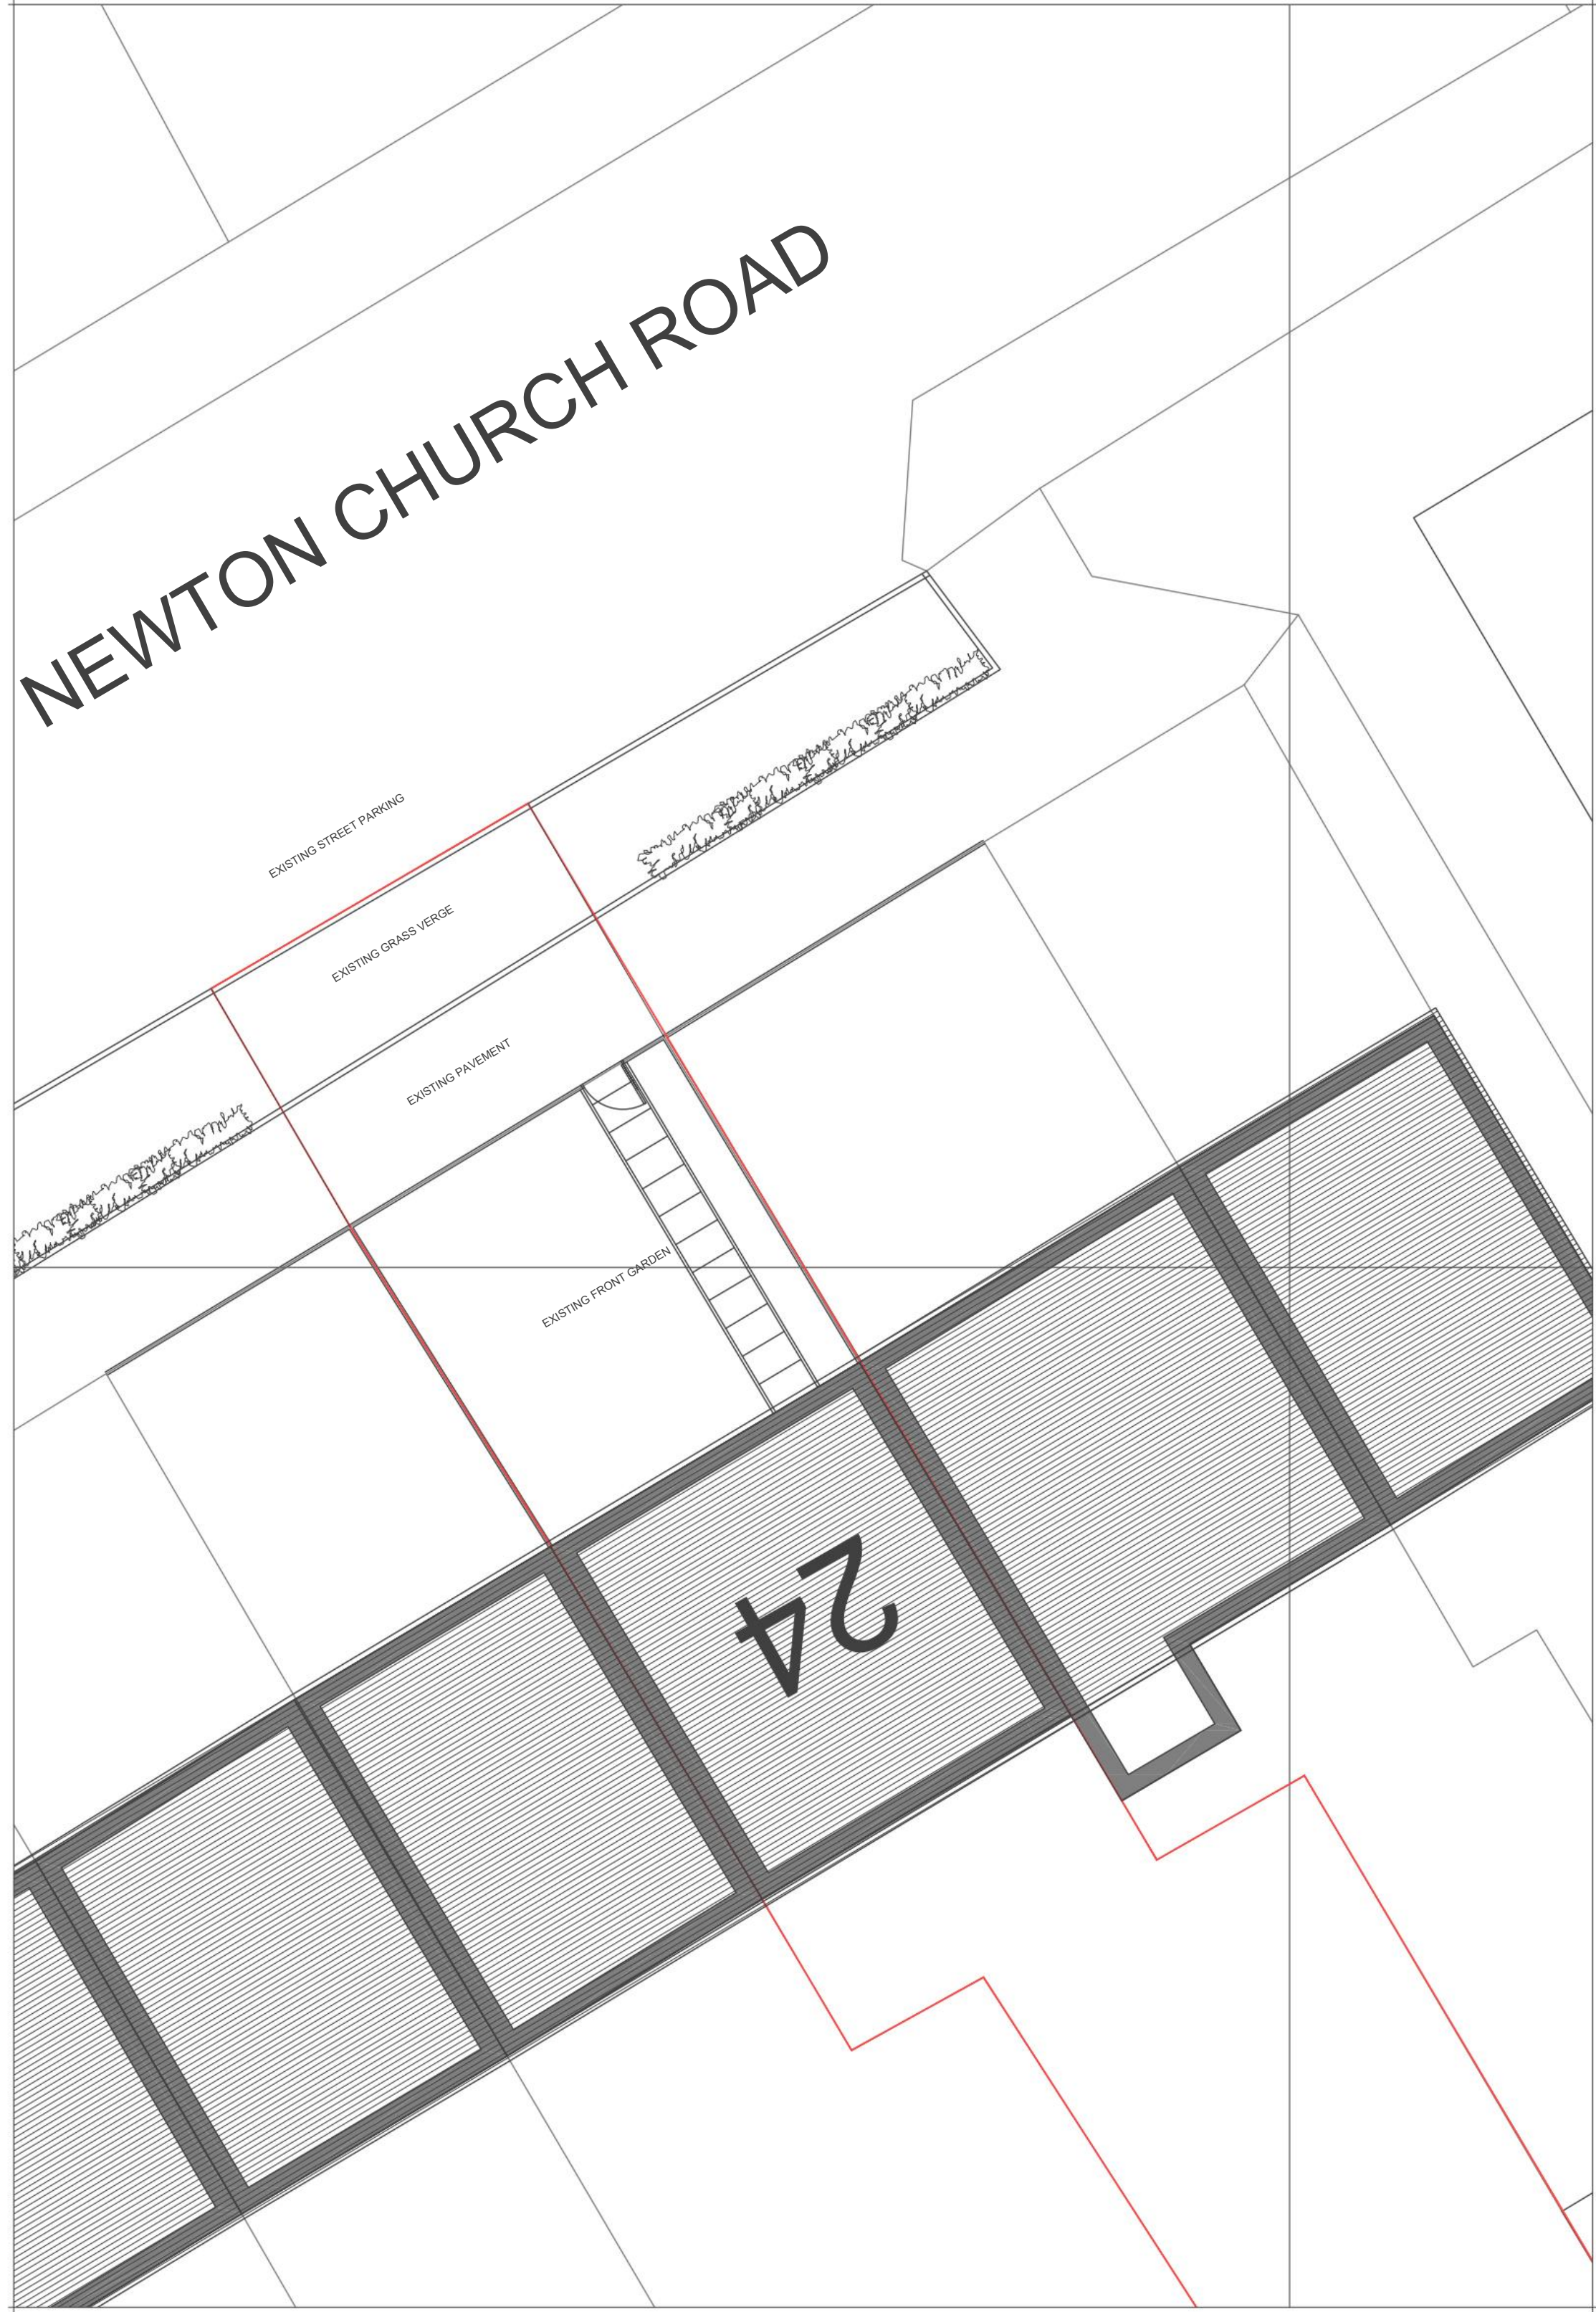 NEWTON CHURCH ROAD
EXISTING STREET PARKING
EXISTING GRASS VERGE
EXISTING PAVEMENT
EXISTING FRONT GARDEN
24